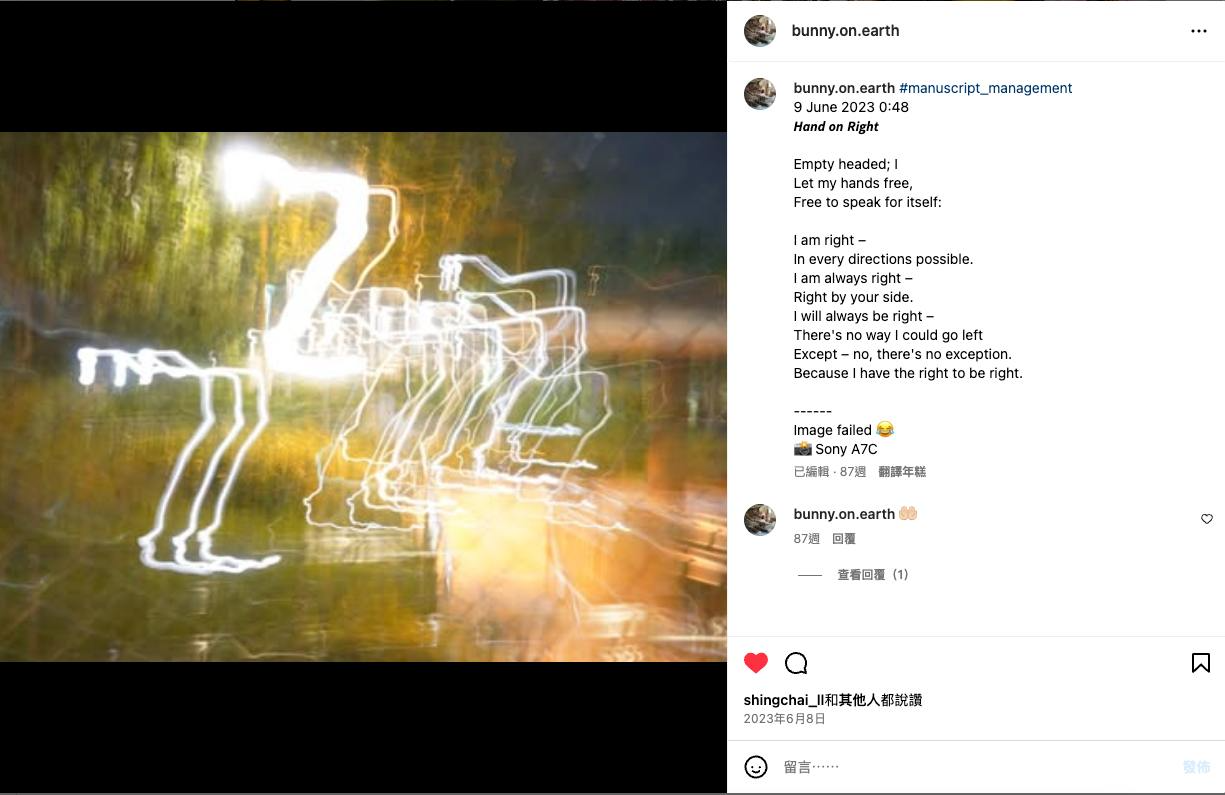 bunny.on.earth
bunny.on.earth #manuscript_management
9 June 2023 0:48
Hand on Right
Empty headed; I
Let my hands free,
Free to speak for itself:
I am right –
In every directions possible.
I am always right –
Right by your side.
I will always be right –
There's no way I could go left
Except – no, there's no exception.
Because I have the right to be right.
------
Image failed 😂
📸 Sony A7C
已編輯 · 87週 翻譯年糕
bunny.on.earth 🤲🏻
87週 回覆
查看回覆（1）
shingchai_ll和其他人都說讚
2023年6月8日
留言⋯⋯
發佈